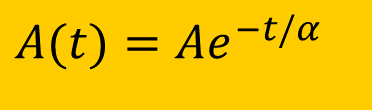 A(t) = Ae^{-t/α}